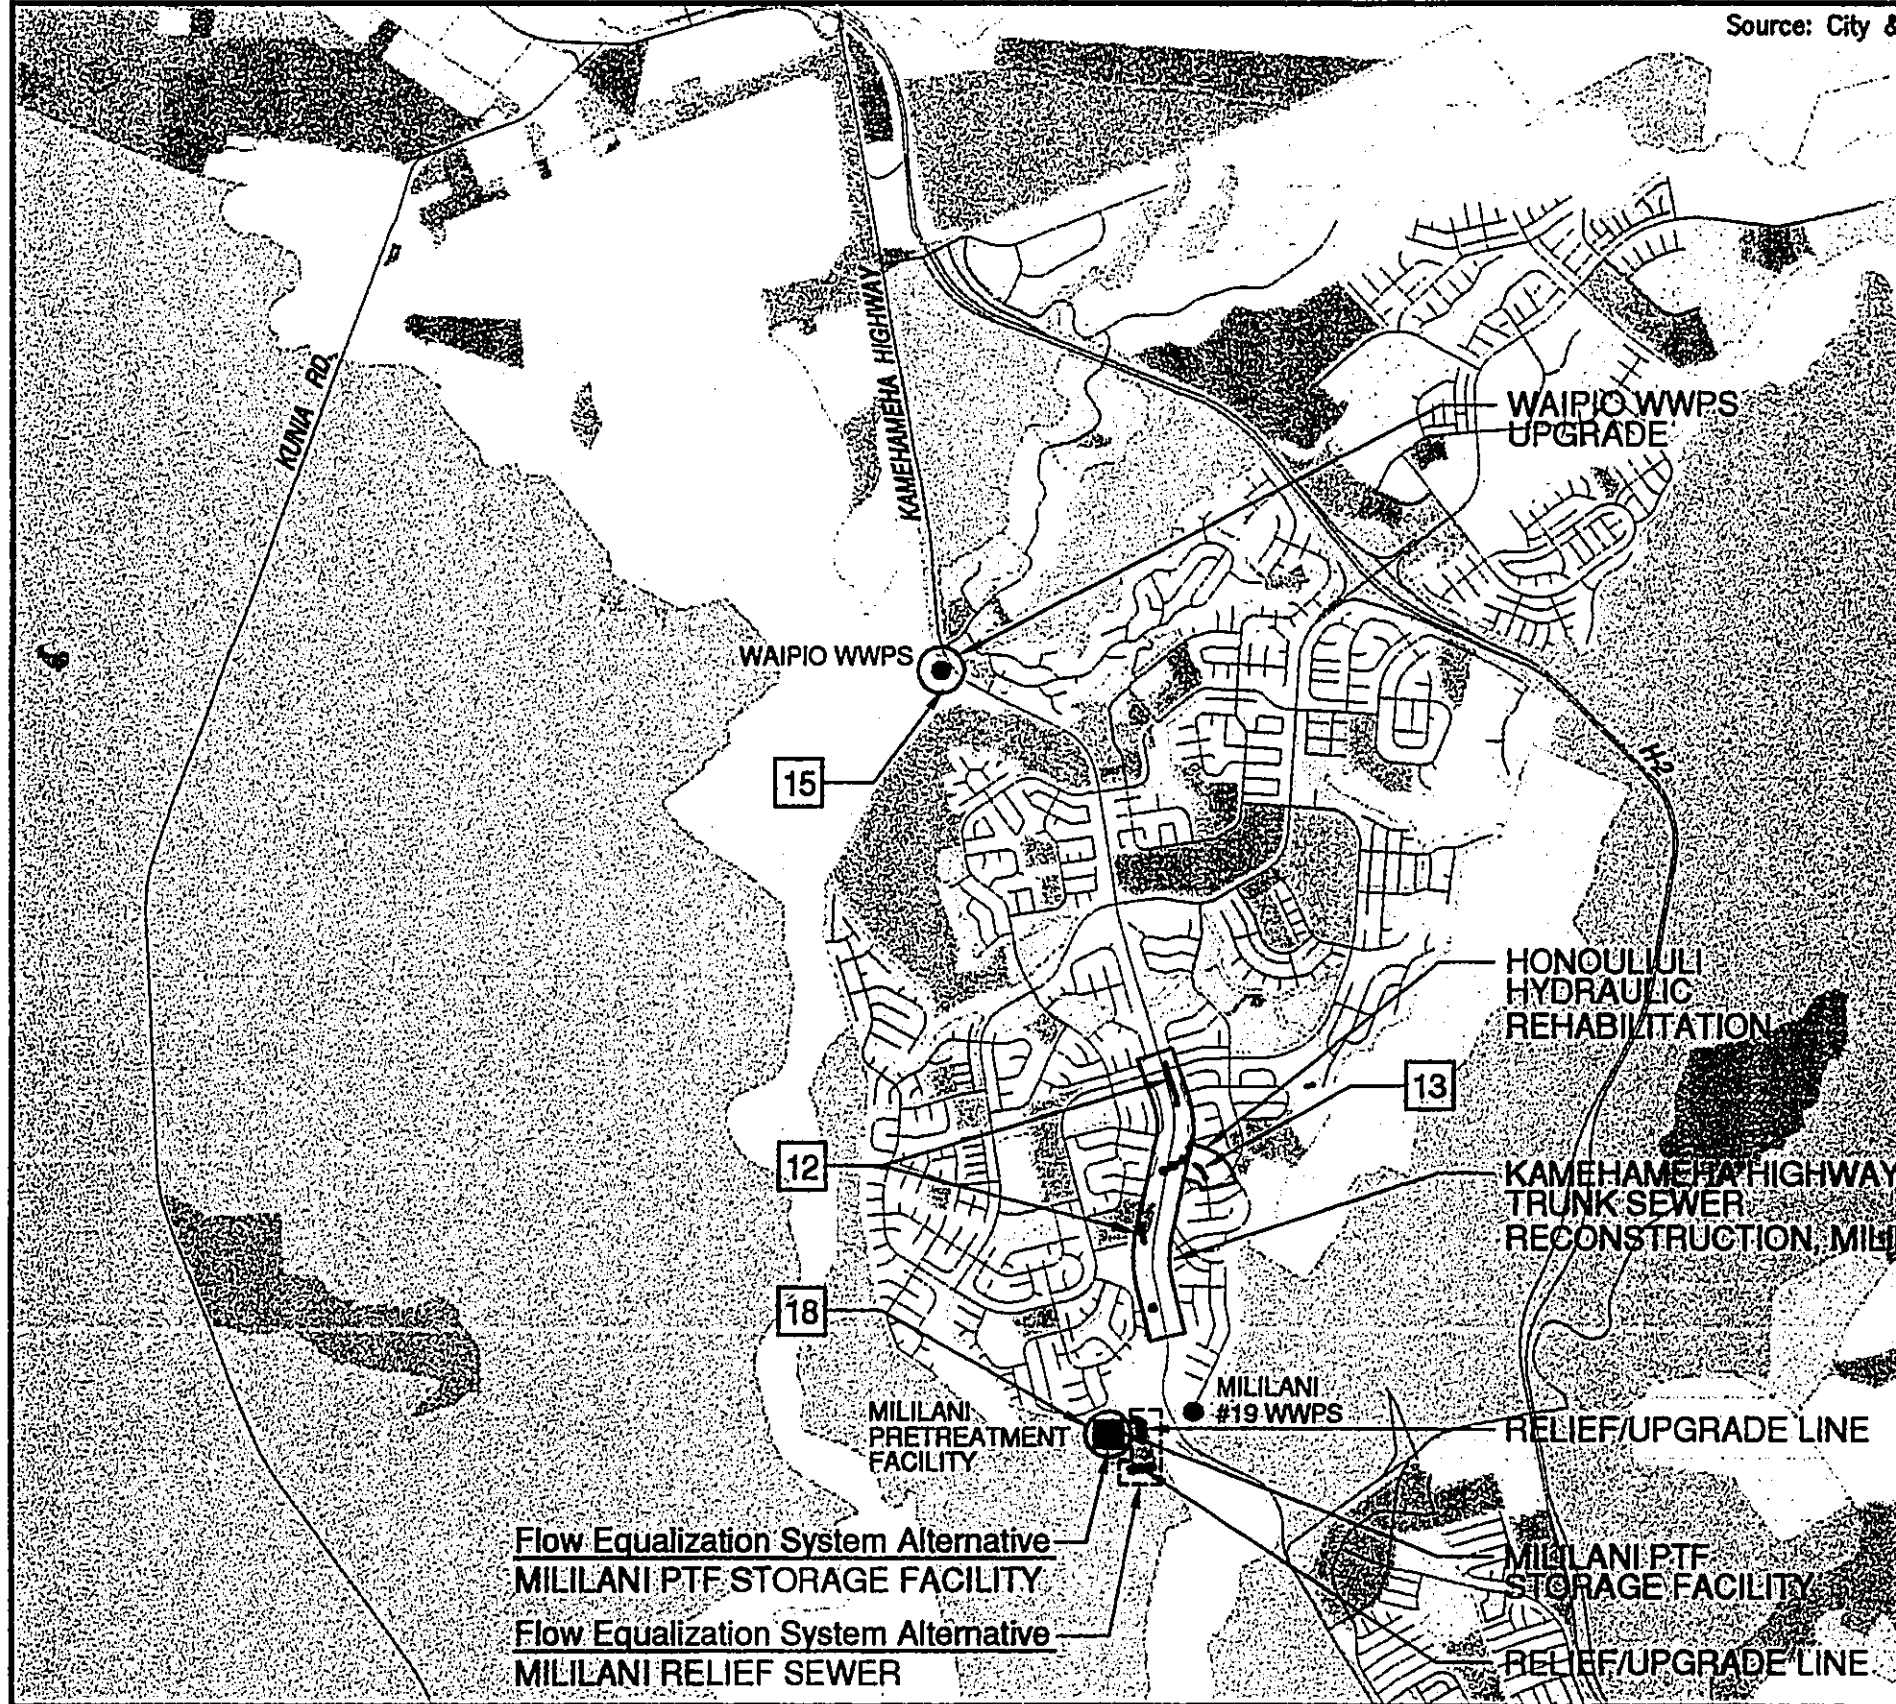 Source: City &
KUNIA RD.
KAMEHAMEHA HIGHWAY
WAIPIO WWPS
UPGRADE
WAIPIO WWPS
15
H-2
HONOULIULI
HYDRAULIC
REHABILITATION
13
12
KAMEHAMEHA HIGHWAY
TRUNK SEWER
RECONSTRUCTION, MILI
18
MILILANI
#19 WWPS
MILILANI
PRETREATMENT
FACILITY
RELIEF/UPGRADE LINE
Flow Equalization System Alternative
MILILANI PTF STORAGE FACILITY
MILILANI PTF
STORAGE FACILITY
Flow Equalization System Alternative
MILILANI RELIEF SEWER
RELIEF/UPGRADE LINE